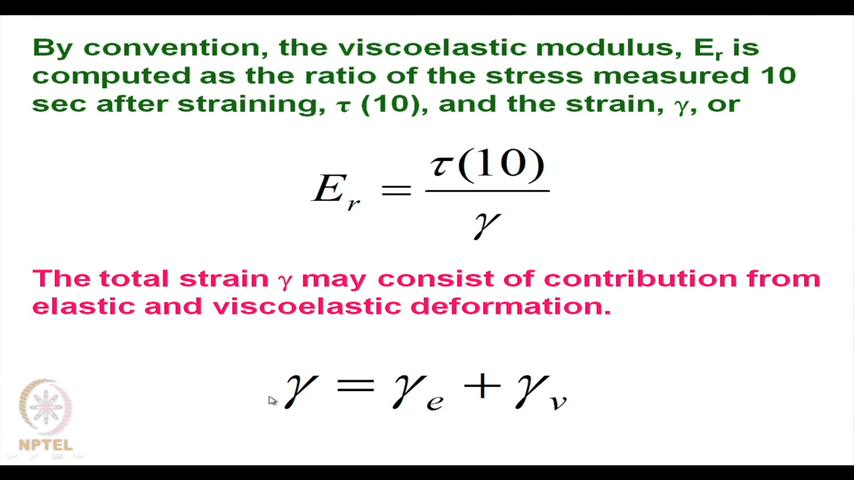 By convention, the viscoelastic modulus, Er is
computed as the ratio of the stress measured 10
sec after straining, τ (10), and the strain, γ, or
Er = τ(10) / γ
The total strain γ may consist of contribution from
elastic and viscoelastic deformation.
γ = γe + γv
NPTEL